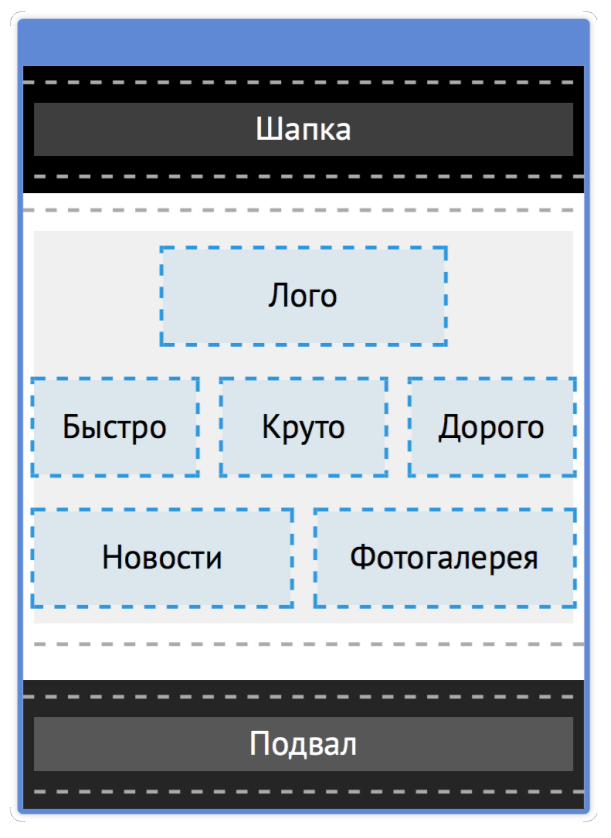 Шапка
Лого
Быстро Круто Дорого
Новости Фотогалерея
Подвал